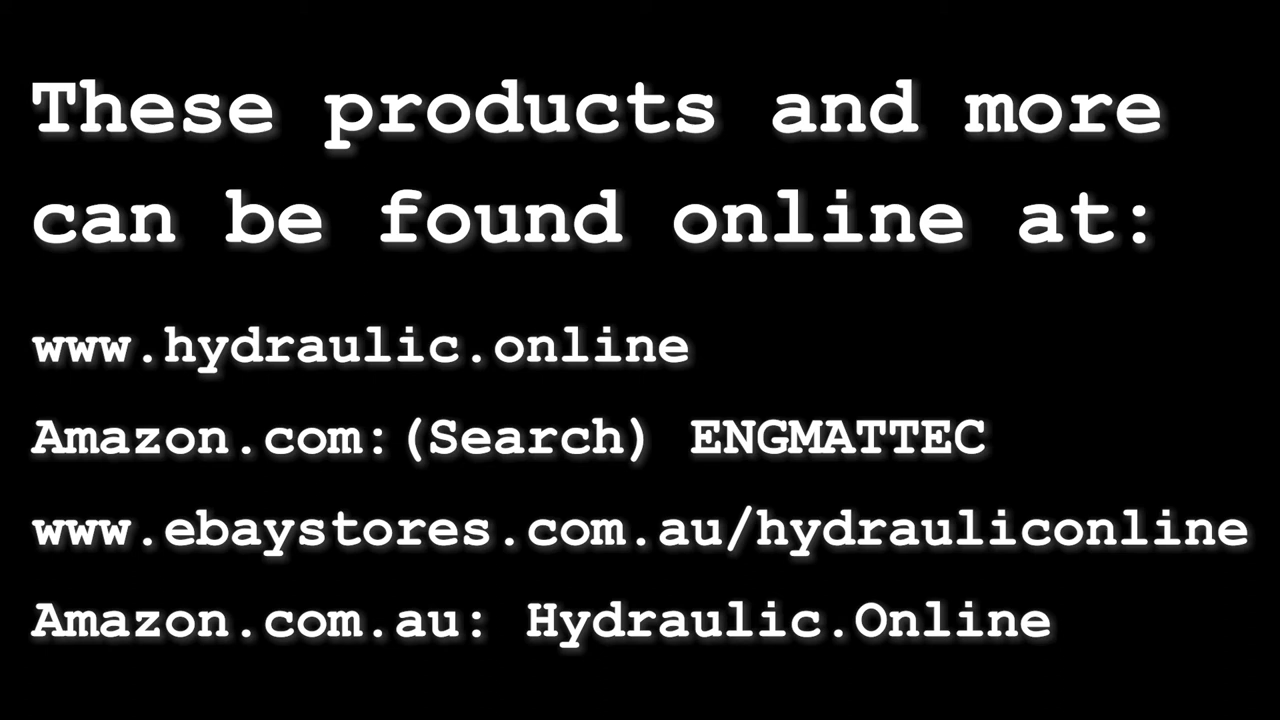 These products and more
can be found online at:
www.hydraulic.online
Amazon.com:(Search) ENGMATTEC
www.ebaystores.com.au/hydrauliconline
Amazon.com.au: Hydraulic.Online